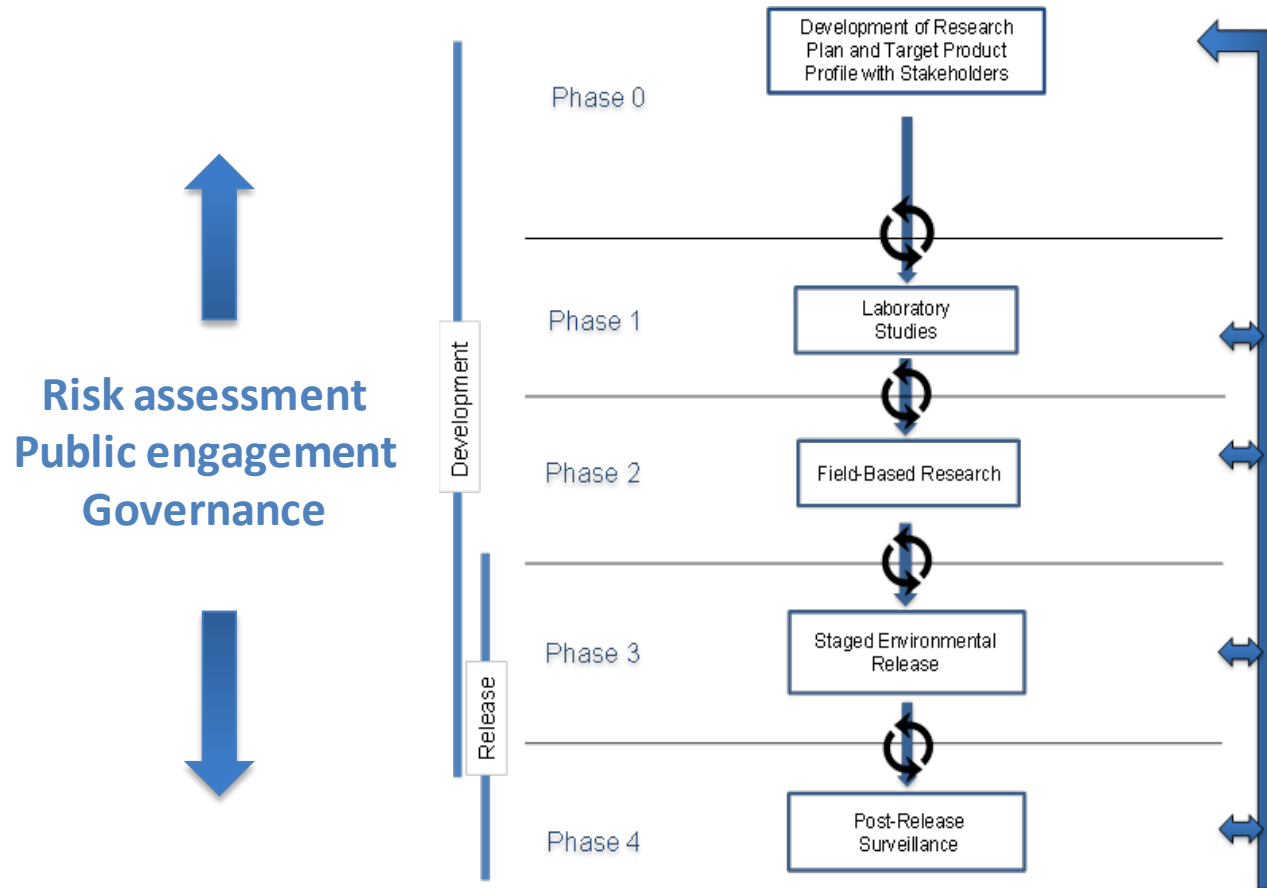 Risk assessment
Public engagement
Governance
Development
Release
Phase 0
Development of Research
Plan and Target Product
Profile with Stakeholders
Phase 1
Laboratory
Studies
Phase 2
Field-Based Research
Phase 3
Staged Environmental
Release
Phase 4
Post-Release
Surveillance